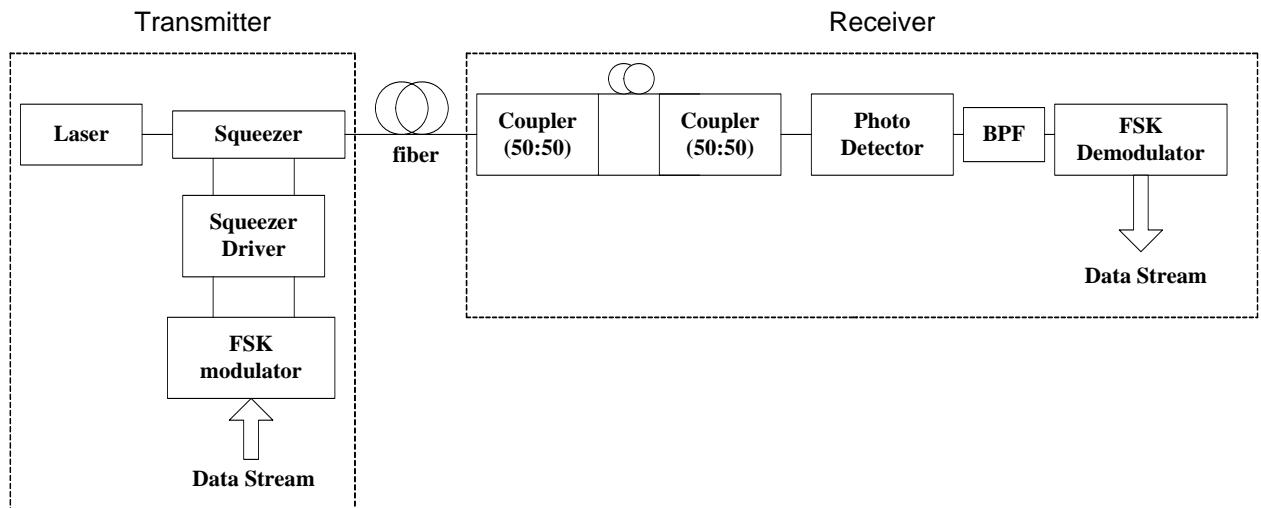 Transmitter
Receiver
Laser
Squeezer
fiber
Coupler
(50:50)
Coupler
(50:50)
Photo
Detector
BPF
FSK
Demodulator
Squeezer
Driver
Data Stream
FSK
modulator
Data Stream